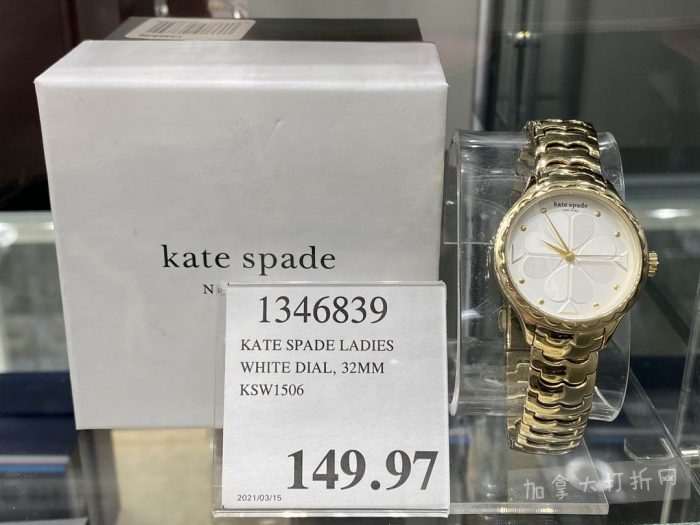 kate spade
1346839
KATE SPADE LADIES
WHITE DIAL, 32MM
KSW1506
149.97
2021/03/15
kate spade
加拿大打折网